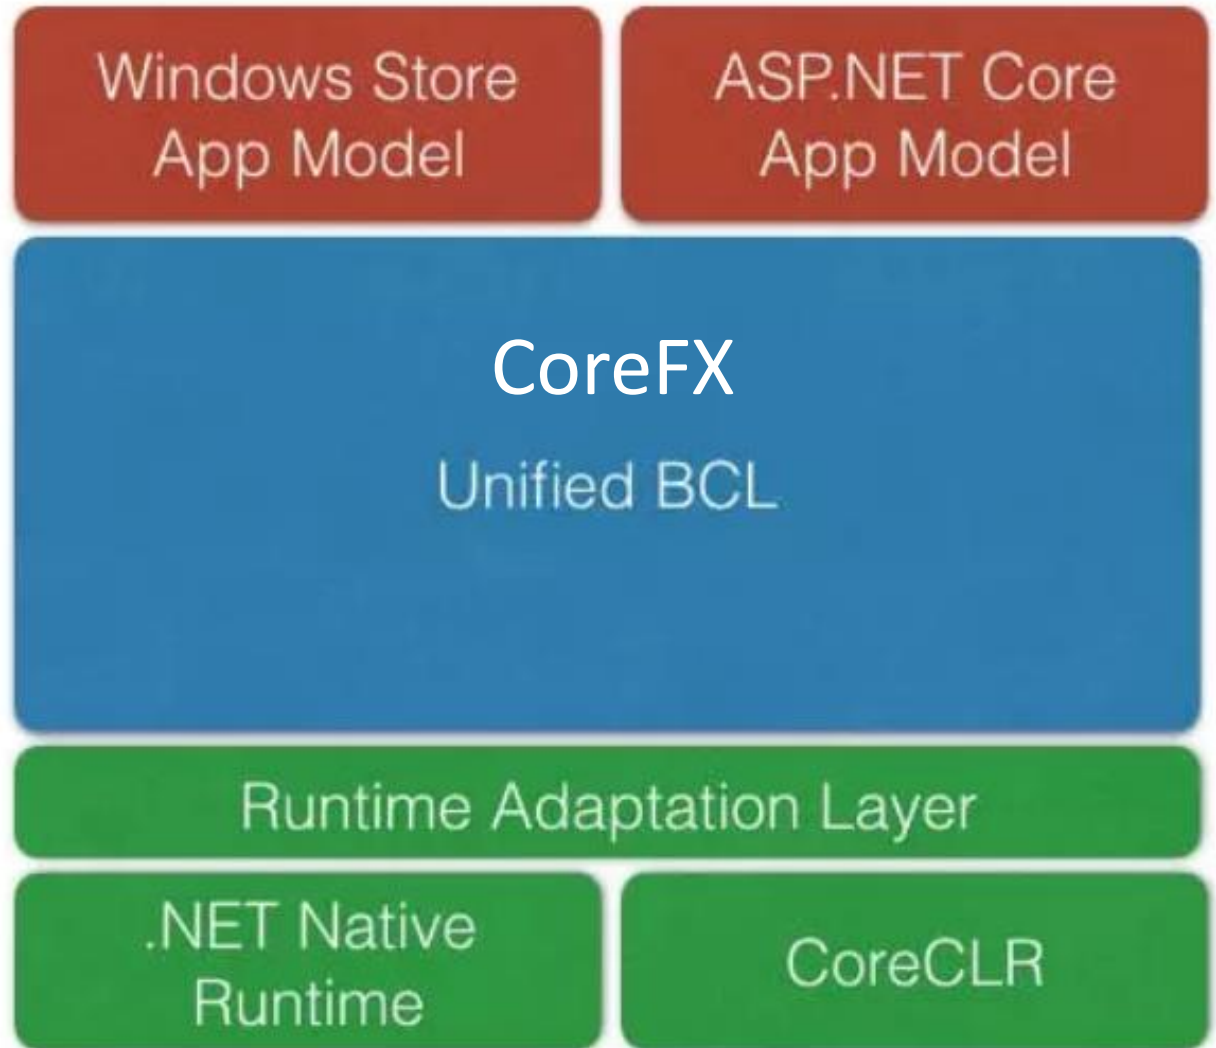 Windows Store
App Model
ASP.NET Core
App Model
CoreFX
Unified BCL
Runtime Adaptation Layer
.NET Native
Runtime
CoreCLR